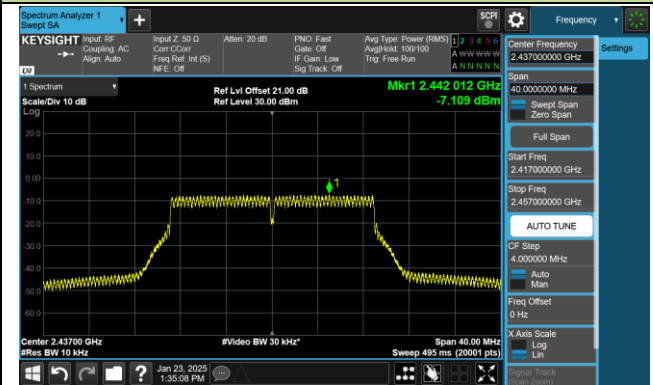 Spectrum Analyzer 1
Swept SA
SCPI
Frequency
KEYSIGHT
Input: RF
Coupling: AC
Align: Auto
Input Z: 50 Ω
Corr CCorr
Freq Ref: Int (S)
NFE: Off
Atten: 20 dB
PNO: Fast
Gate: Off
IF Gain: Low
Sig Track: Off
Avg Type: Power (RMS)
Avg|Hold: 100/100
Trig: Free Run
1 2 3 4 5 6
A W W W W W
A N N N N N
LXI
1 Spectrum
Scale/Div 10 dB
Log
Ref Lvl Offset 21.00 dB
Ref Level 30.00 dBm
Mkr1 2.442 012 GHz
-7.109 dBm
20.0
10.0
0.00
-10.0
-20.0
-30.0
-40.0
-50.0
-60.0
1
Center 2.43700 GHz
#Res BW 10 kHz
#Video BW 30 kHz*
Span 40.00 MHz
Sweep 495 ms (20001 pts)
Center Frequency
2.437000000 GHz
Settings
Span
40.0000000 MHz
Swept Span
Zero Span
Full Span
Start Freq
2.417000000 GHz
Stop Freq
2.457000000 GHz
AUTO TUNE
CF Step
4.000000 MHz
Auto
Man
Freq Offset
0 Hz
X Axis Scale
Log
Lin
Signal Track
(Span Zoom)
?
Jan 23, 2025
1:35:08 PM